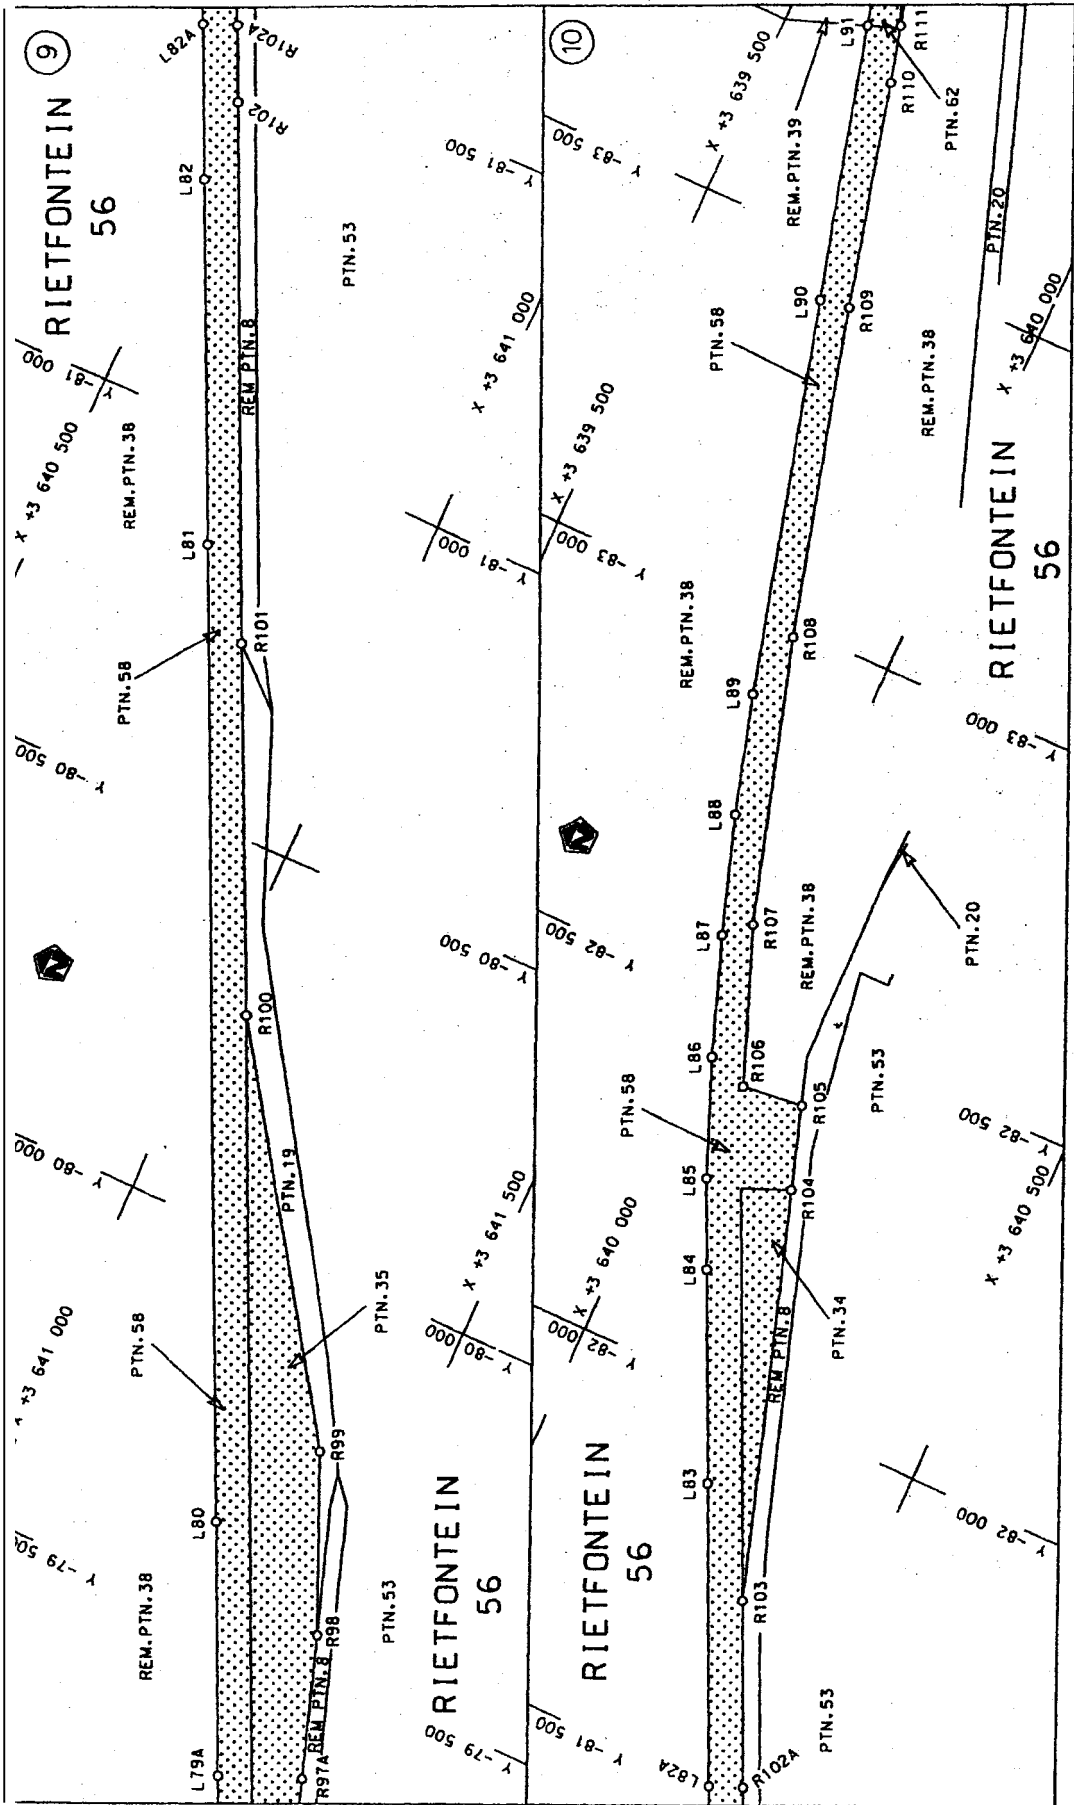 9
RIETFONTEIN
56
L79A
L80
L81
L82
L82A
R97A
R98
R99
R100
R101
R102
R102A
REM.PTN.38
PTN.58
PTN.58
REM.PTN.38
REM PTN.8
PTN.19
REM PTN.8
PTN.35
PTN.53
PTN.53
RIETFONTEIN
56
+3 641 000
X +3 640 500
Y -80 000
Y -80 500
Y -81 000
X +3 641 500
X +3 641 000
Y -79 500
Y -80 000
Y -80 500
Y -81 000
Y -81 500
N
10
RIETFONTEIN
56
L82A
L83
L84
L85
L86
L87
L88
L89
L90
L91
R102A
R103
R104
R105
R106
R107
R108
R109
R110
R111
PTN.58
REM.PTN.38
PTN.58
REM.PTN.39
PTN.62
REM PTN.8
PTN.34
PTN.53
PTN.53
REM.PTN.38
PTN.20
REM.PTN.38
PTN.20
RIETFONTEIN
56
Y -81 500
Y -82 000
X +3 640 000
Y -82 500
Y -83 000
X +3 639 500
Y -83 500
X +3 639 500
Y -82 000
Y -82 500
X +3 640 500
Y -83 000
X +3 640 000
N